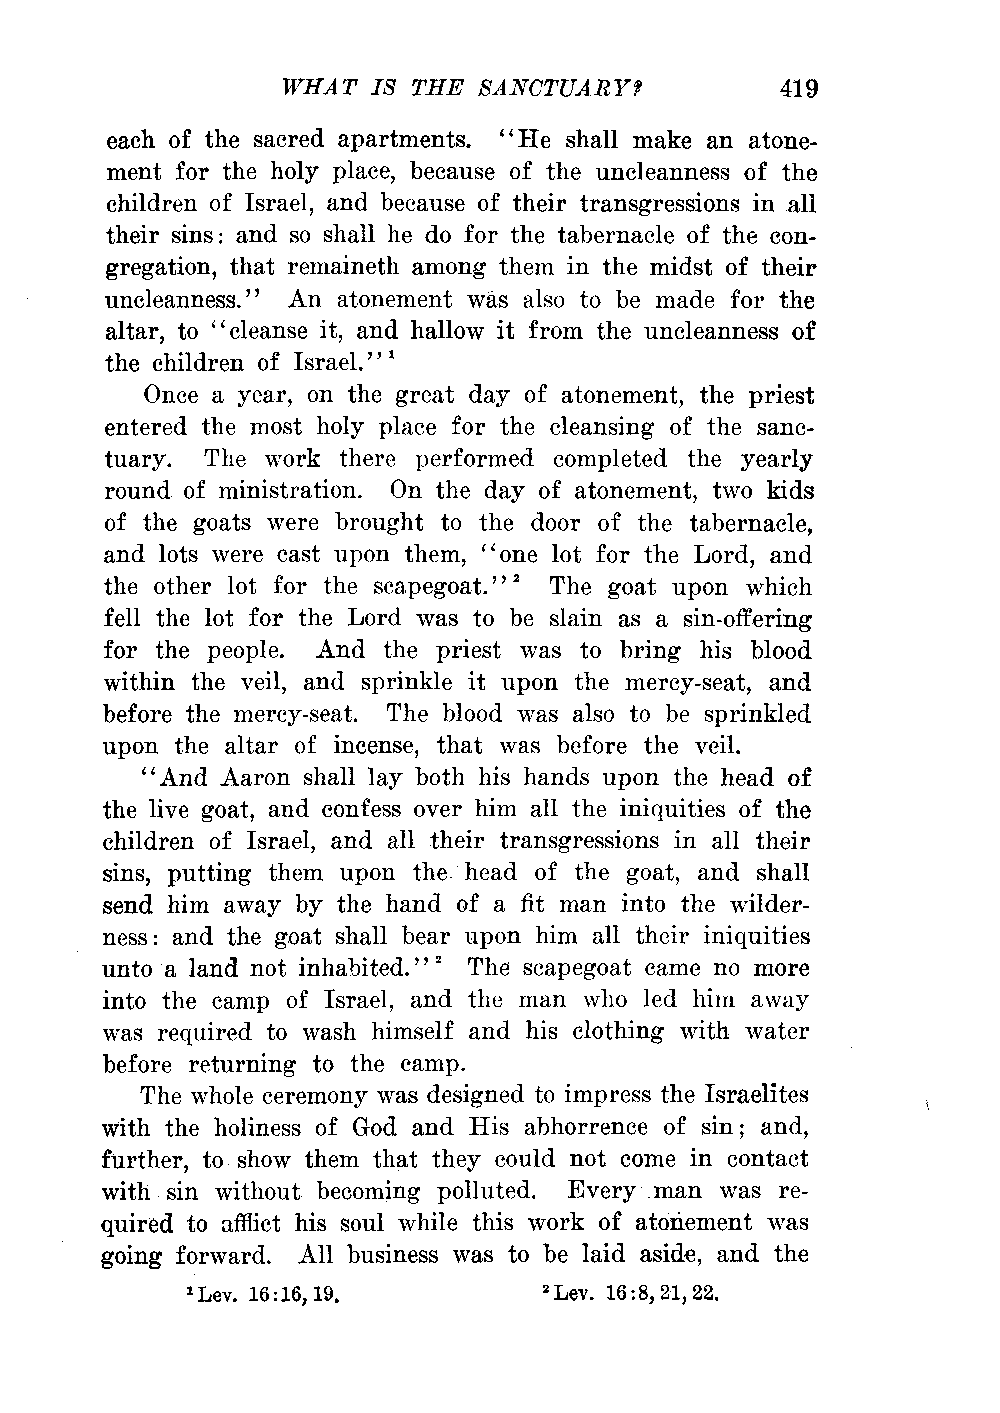 WHAT IS THE SANCTUARY? 419
each of the sacred apartments. “He shall make an atone-
ment for the holy place, because of the uncleanness of the
children of Israel, and because of their transgressions in all
their sins: and so shall he do for the tabernacle of the con-
gregation, that remaineth among them in the midst of their
uncleanness.” An atonement was also to be made for the
altar, to “cleanse it, and hallow it from the uncleanness of
the children of Israel.”¹
Once a year, on the great day of atonement, the priest
entered the most holy place for the cleansing of the sanc-
tuary. The work there performed completed the yearly
round of ministration. On the day of atonement, two kids
of the goats were brought to the door of the tabernacle,
and lots were cast upon them, “one lot for the Lord, and
the other lot for the scapegoat.”² The goat upon which
fell the lot for the Lord was to be slain as a sin-offering
for the people. And the priest was to bring his blood
within the veil, and sprinkle it upon the mercy-seat, and
before the mercy-seat. The blood was also to be sprinkled
upon the altar of incense, that was before the veil.
“And Aaron shall lay both his hands upon the head of
the live goat, and confess over him all the iniquities of the
children of Israel, and all their transgressions in all their
sins, putting them upon the head of the goat, and shall
send him away by the hand of a fit man into the wilder-
ness: and the goat shall bear upon him all their iniquities
unto a land not inhabited.”² The scapegoat came no more
into the camp of Israel, and the man who led him away
was required to wash himself and his clothing with water
before returning to the camp.
The whole ceremony was designed to impress the Israelites
with the holiness of God and His abhorrence of sin; and,
further, to show them that they could not come in contact
with sin without becoming polluted. Every man was re-
quired to afflict his soul while this work of atonement was
going forward. All business was to be laid aside, and the
¹Lev. 16:16, 19. ²Lev. 16:8, 21, 22.